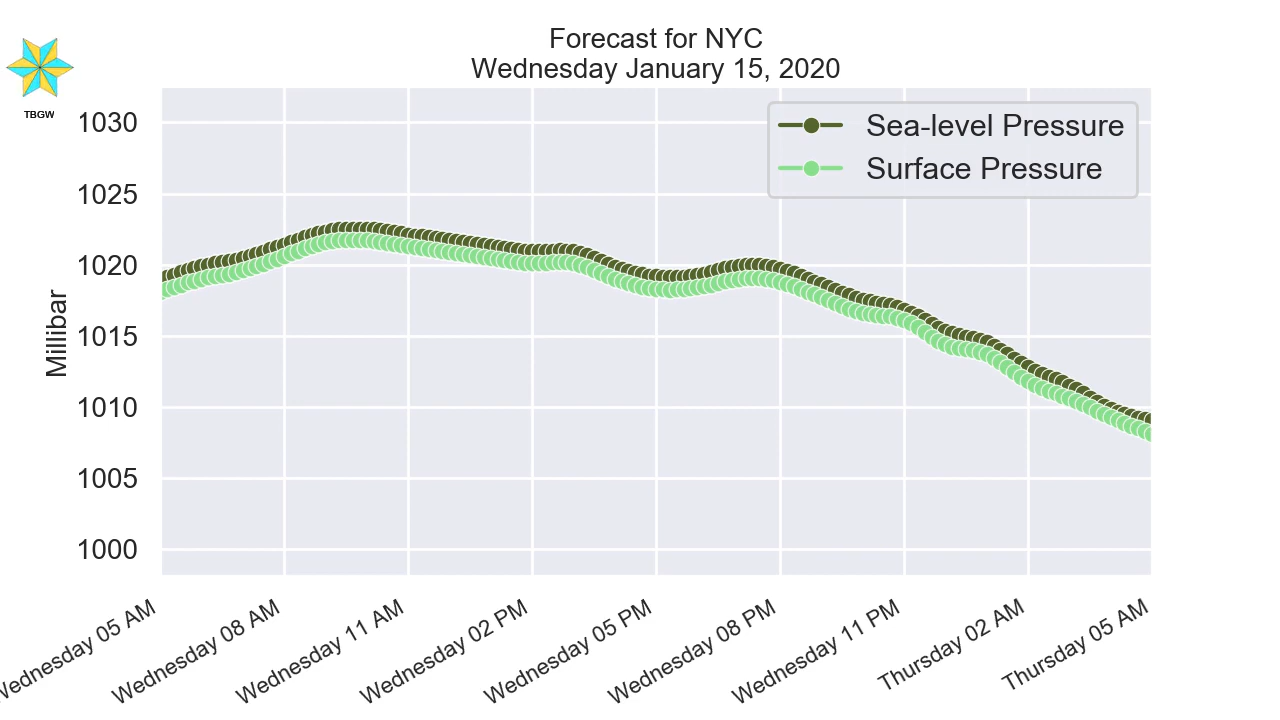 Forecast for NYC
Wednesday January 15, 2020
TBGW
Sea-level Pressure
Surface Pressure
Millibar
1030
1025
1020
1015
1010
1005
1000
Wednesday 05 AM
Wednesday 08 AM
Wednesday 11 AM
Wednesday 02 PM
Wednesday 05 PM
Wednesday 08 PM
Wednesday 11 PM
Thursday 02 AM
Thursday 05 AM